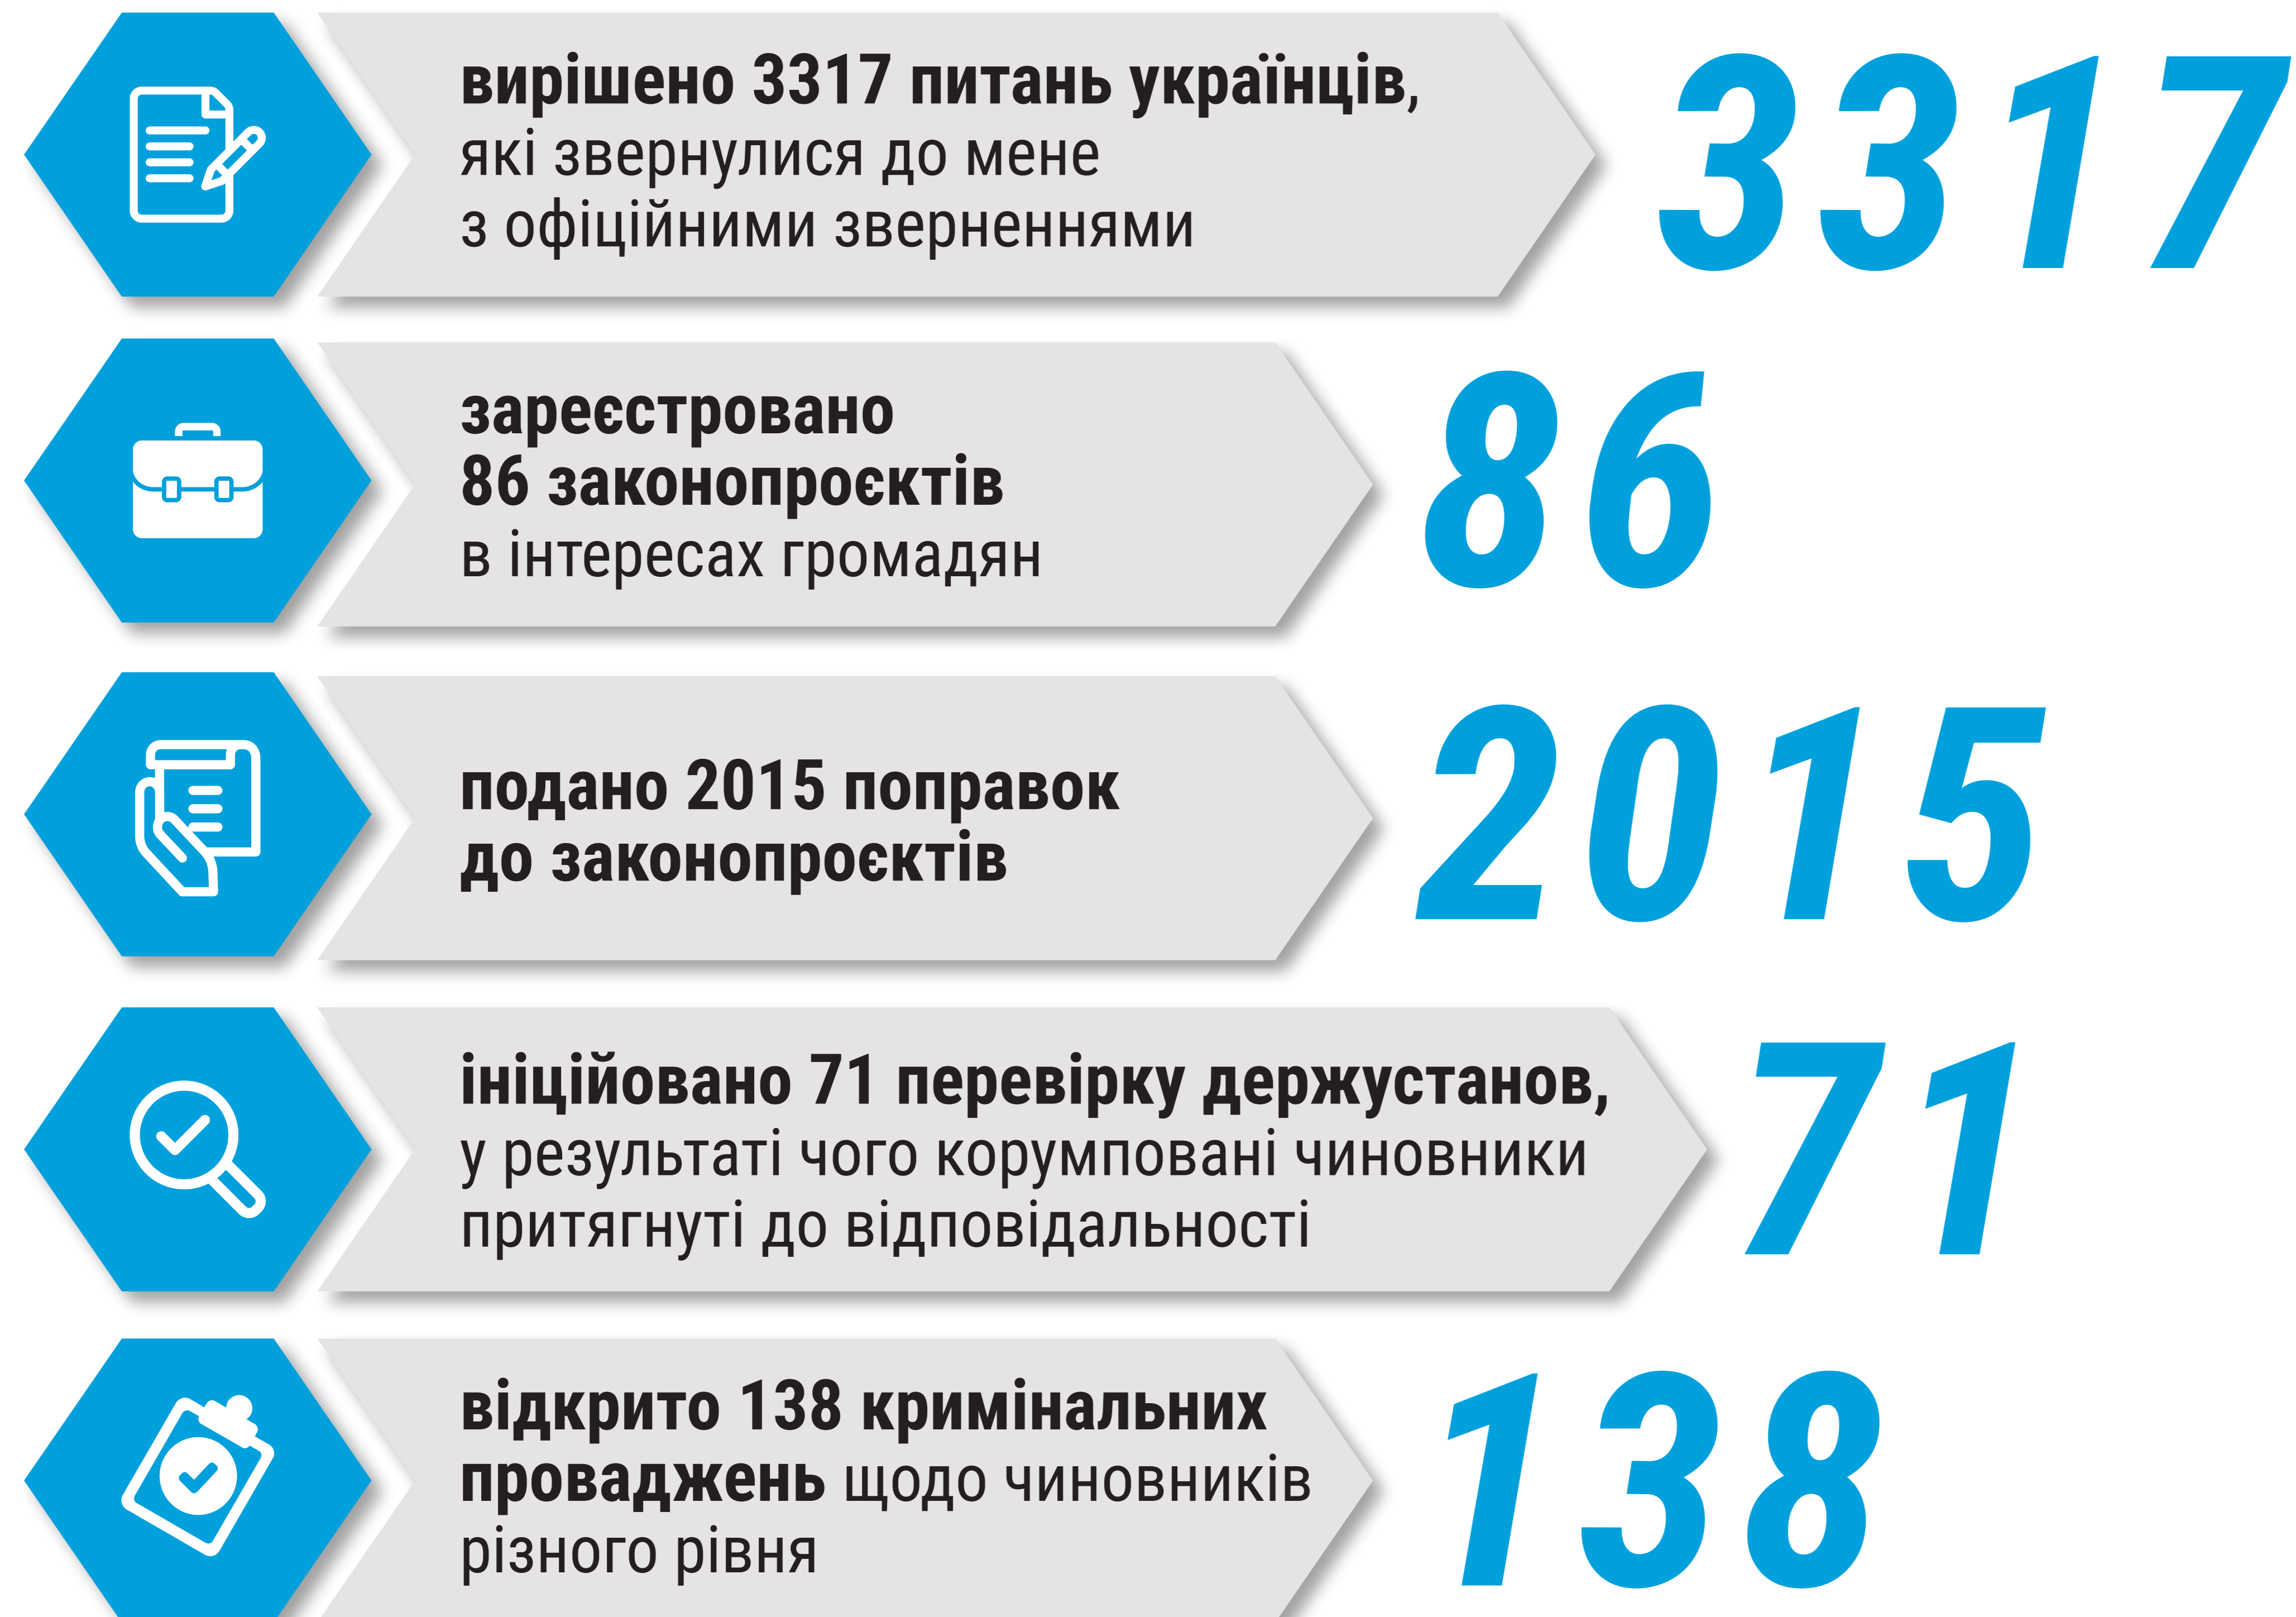 вирішено 3317 питань українців,
які звернулися до мене
з офіційними зверненнями
3317
зареєстровано
86 законопроєктів
в інтересах громадян
86
подано 2015 поправок
до законопроєктів
2015
ініційовано 71 перевірку держустанов,
у результаті чого корумповані чиновники
притягнуті до відповідальності
71
відкрито 138 кримінальних
проваджень щодо чиновників
різного рівня
138